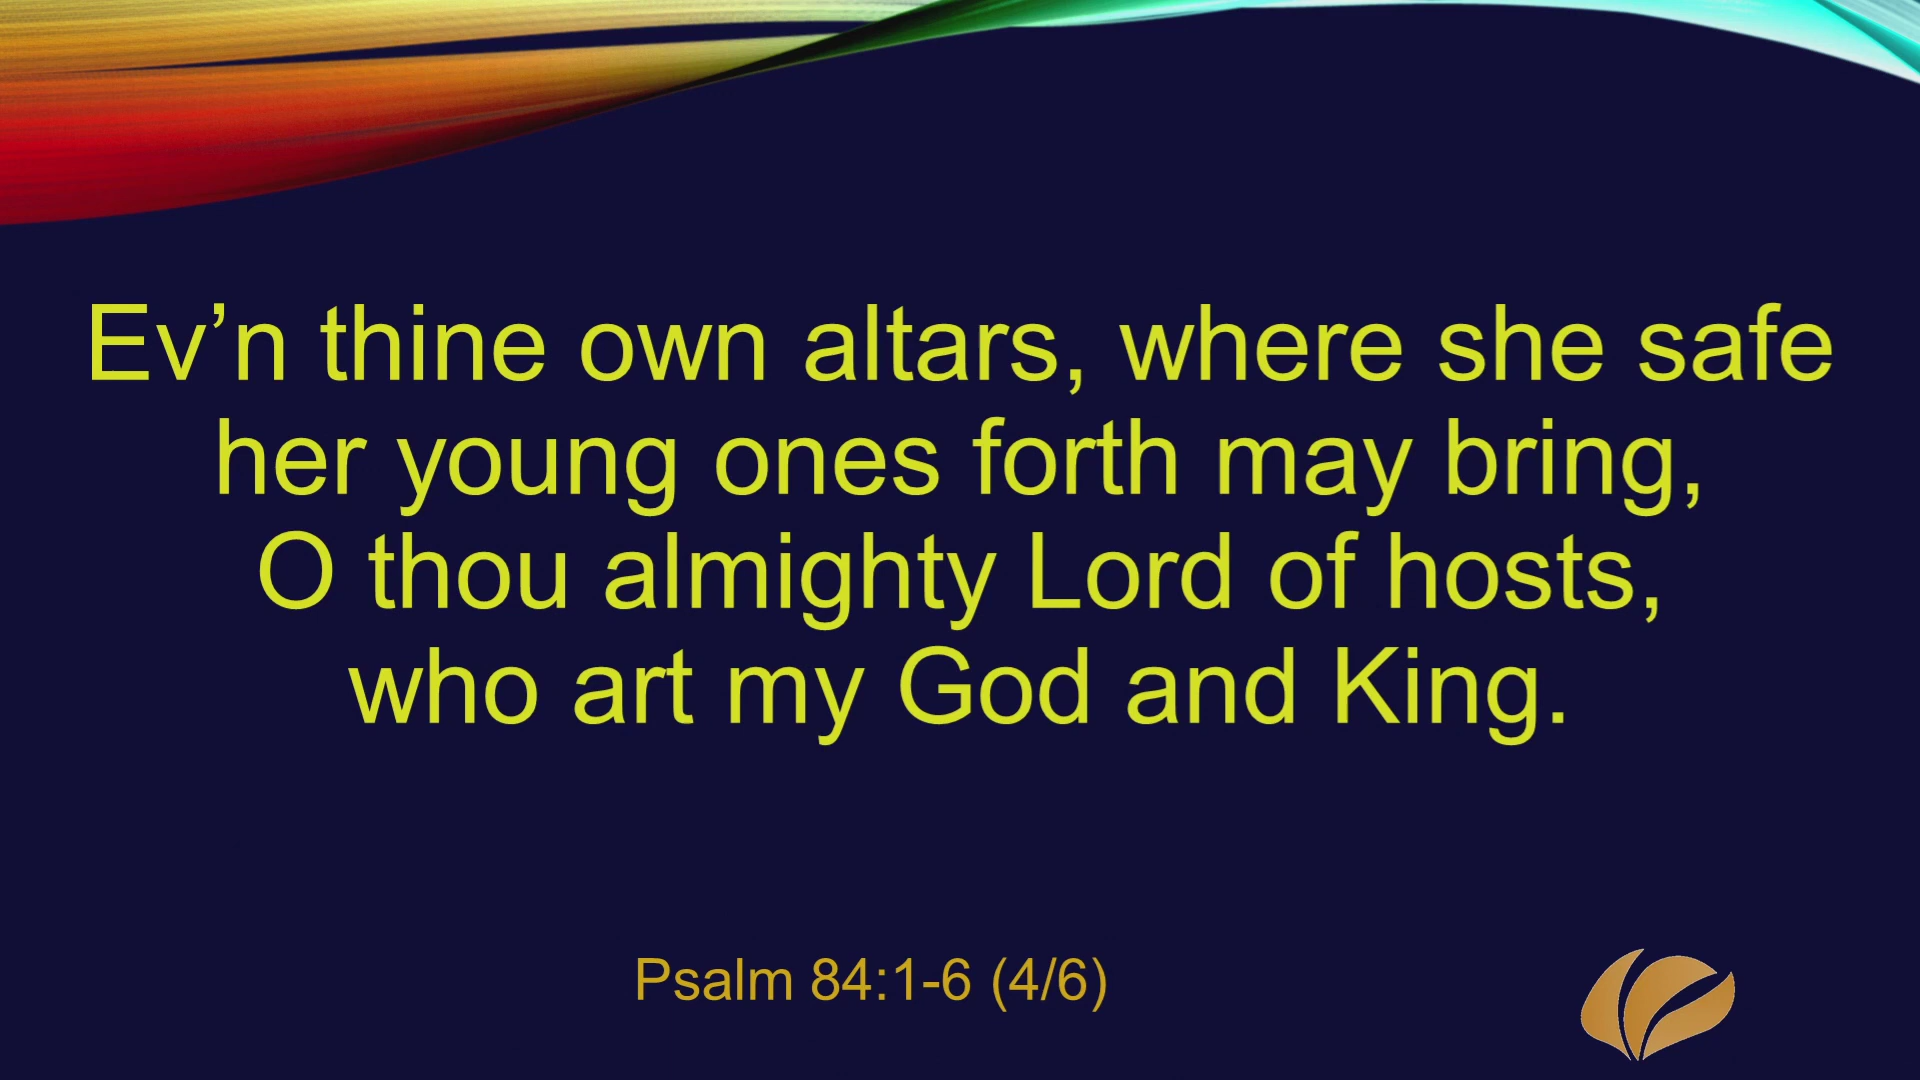 Ev’n thine own altars, where she safe
her young ones forth may bring,
O thou almighty Lord of hosts,
who art my God and King.
Psalm 84:1-6 (4/6)